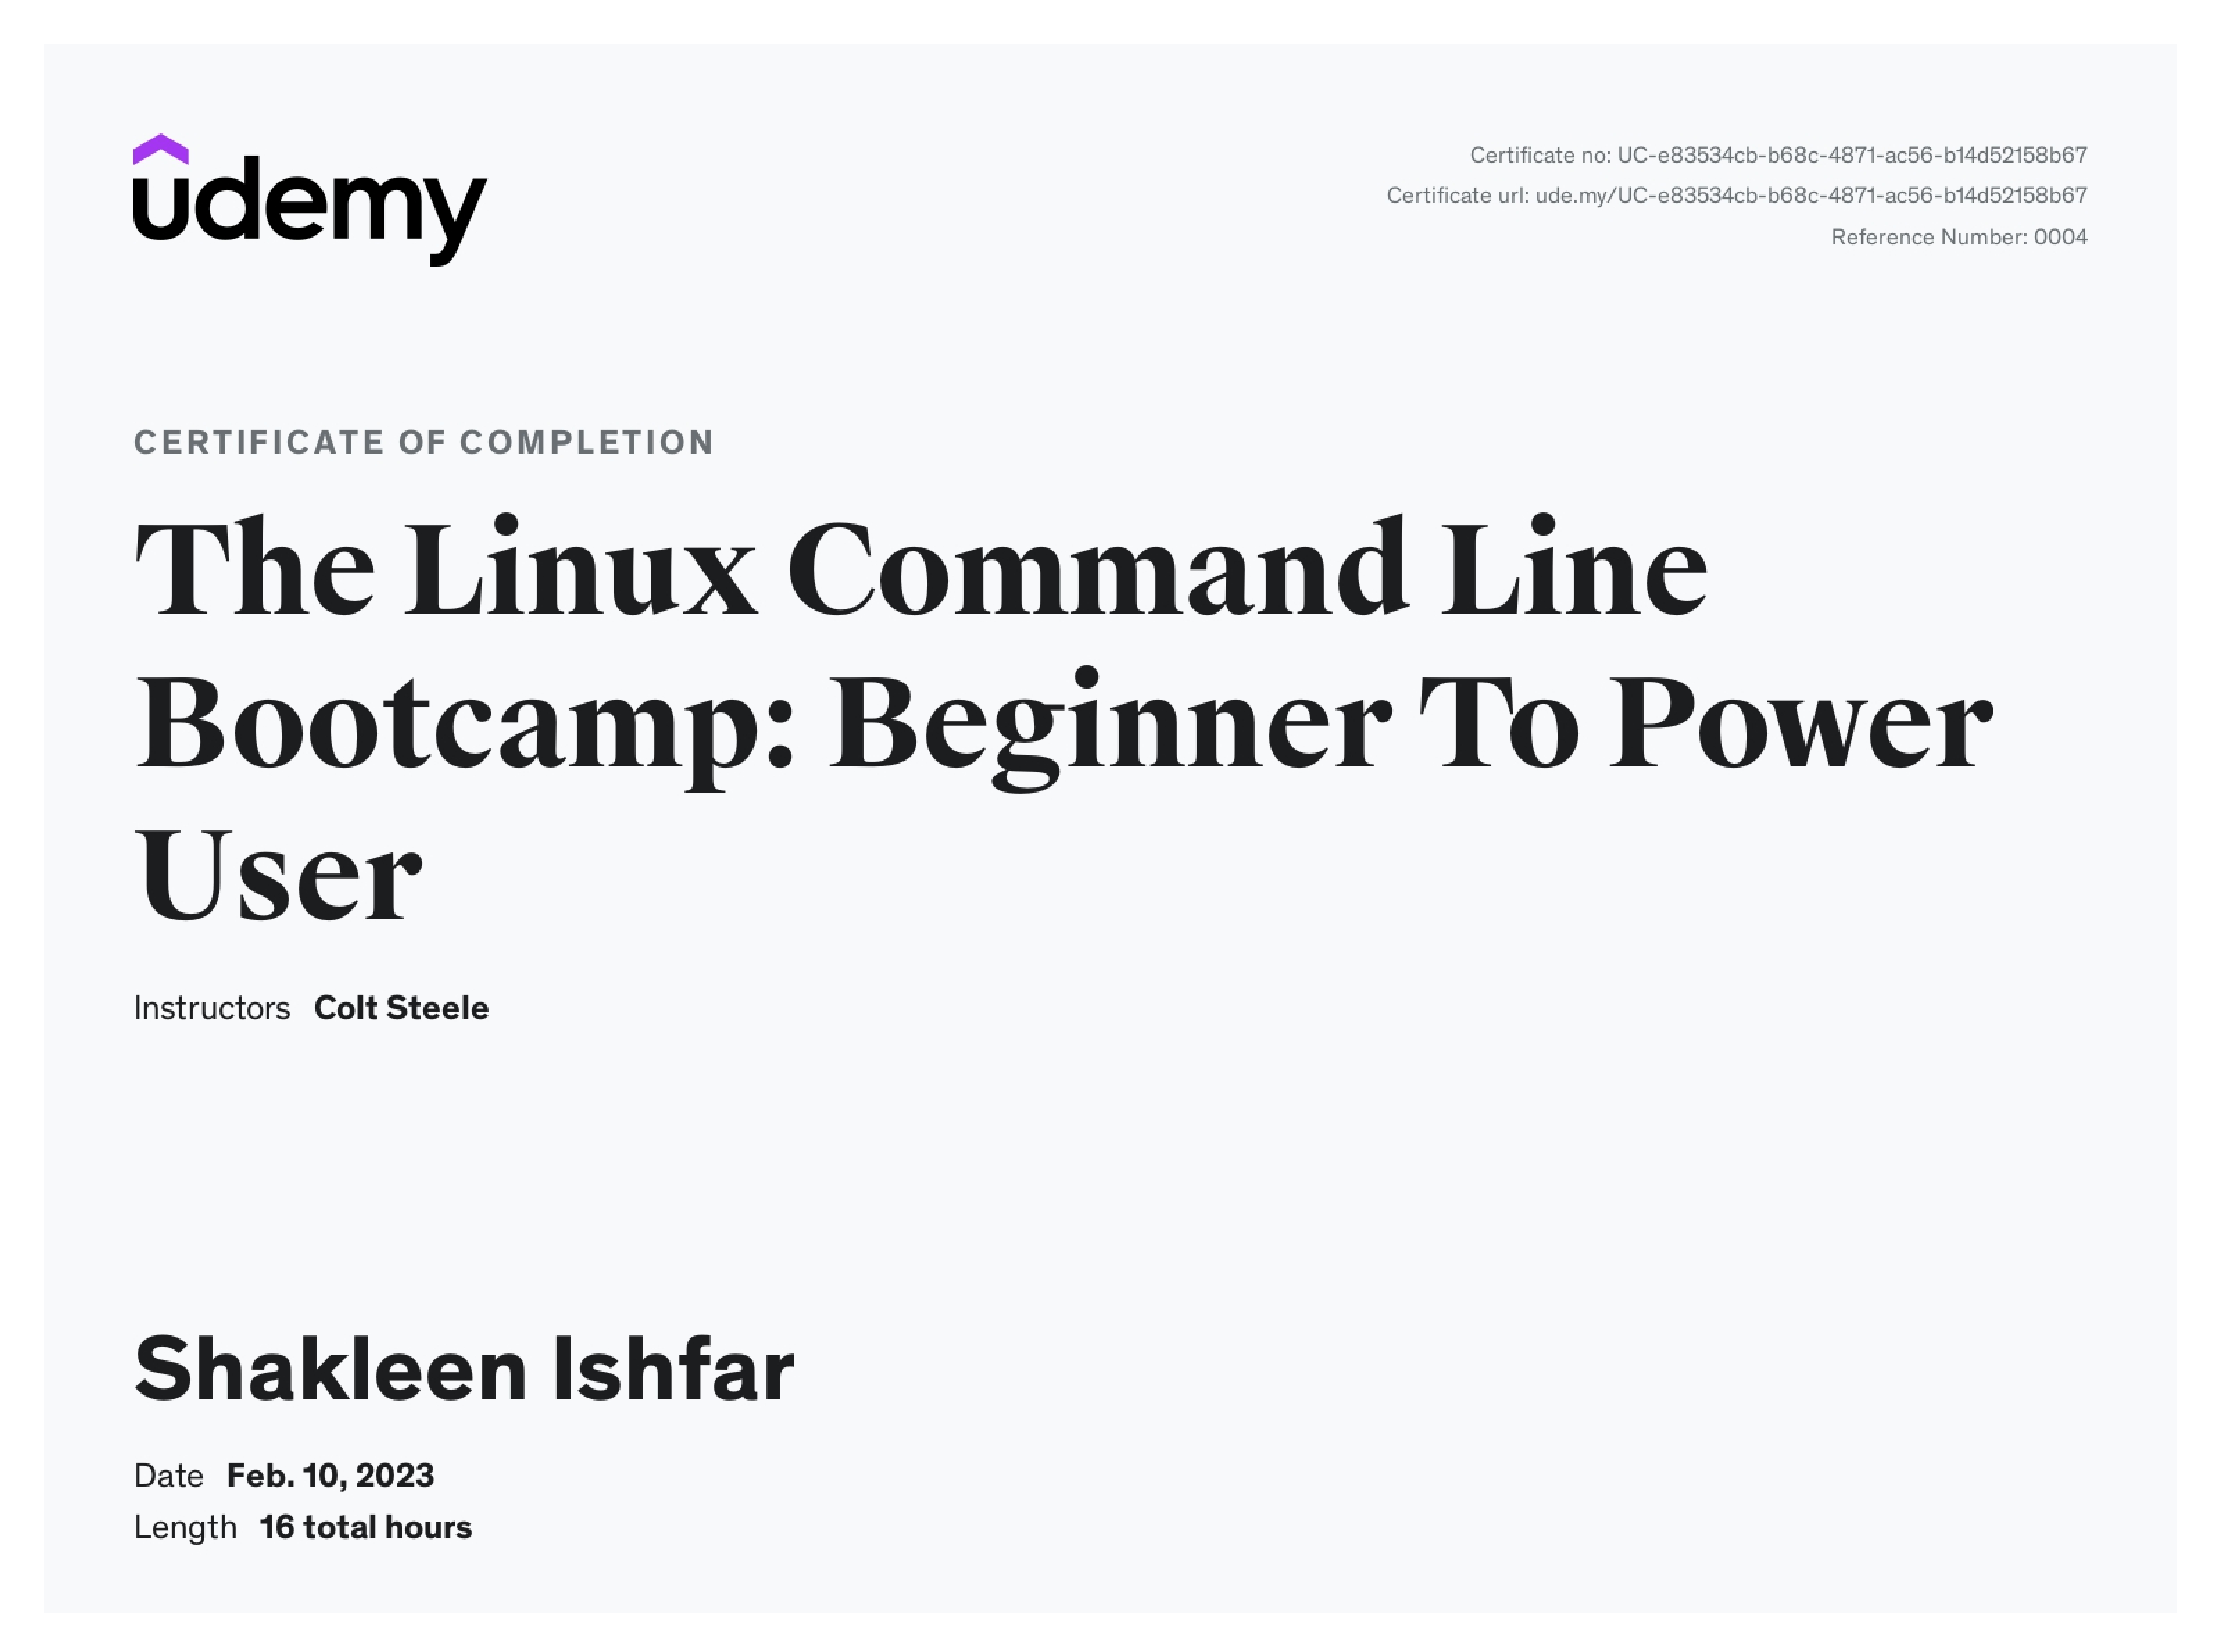 udemy
Certificate no: UC-e83534cb-b68c-4871-ac56-b14d52158b67
Certificate url: ude.my/UC-e83534cb-b68c-4871-ac56-b14d52158b67
Reference Number: 0004
CERTIFICATE OF COMPLETION
The Linux Command Line
Bootcamp: Beginner To Power
User
Instructors Colt Steele
Shakleen Ishfar
Date Feb. 10, 2023
Length 16 total hours